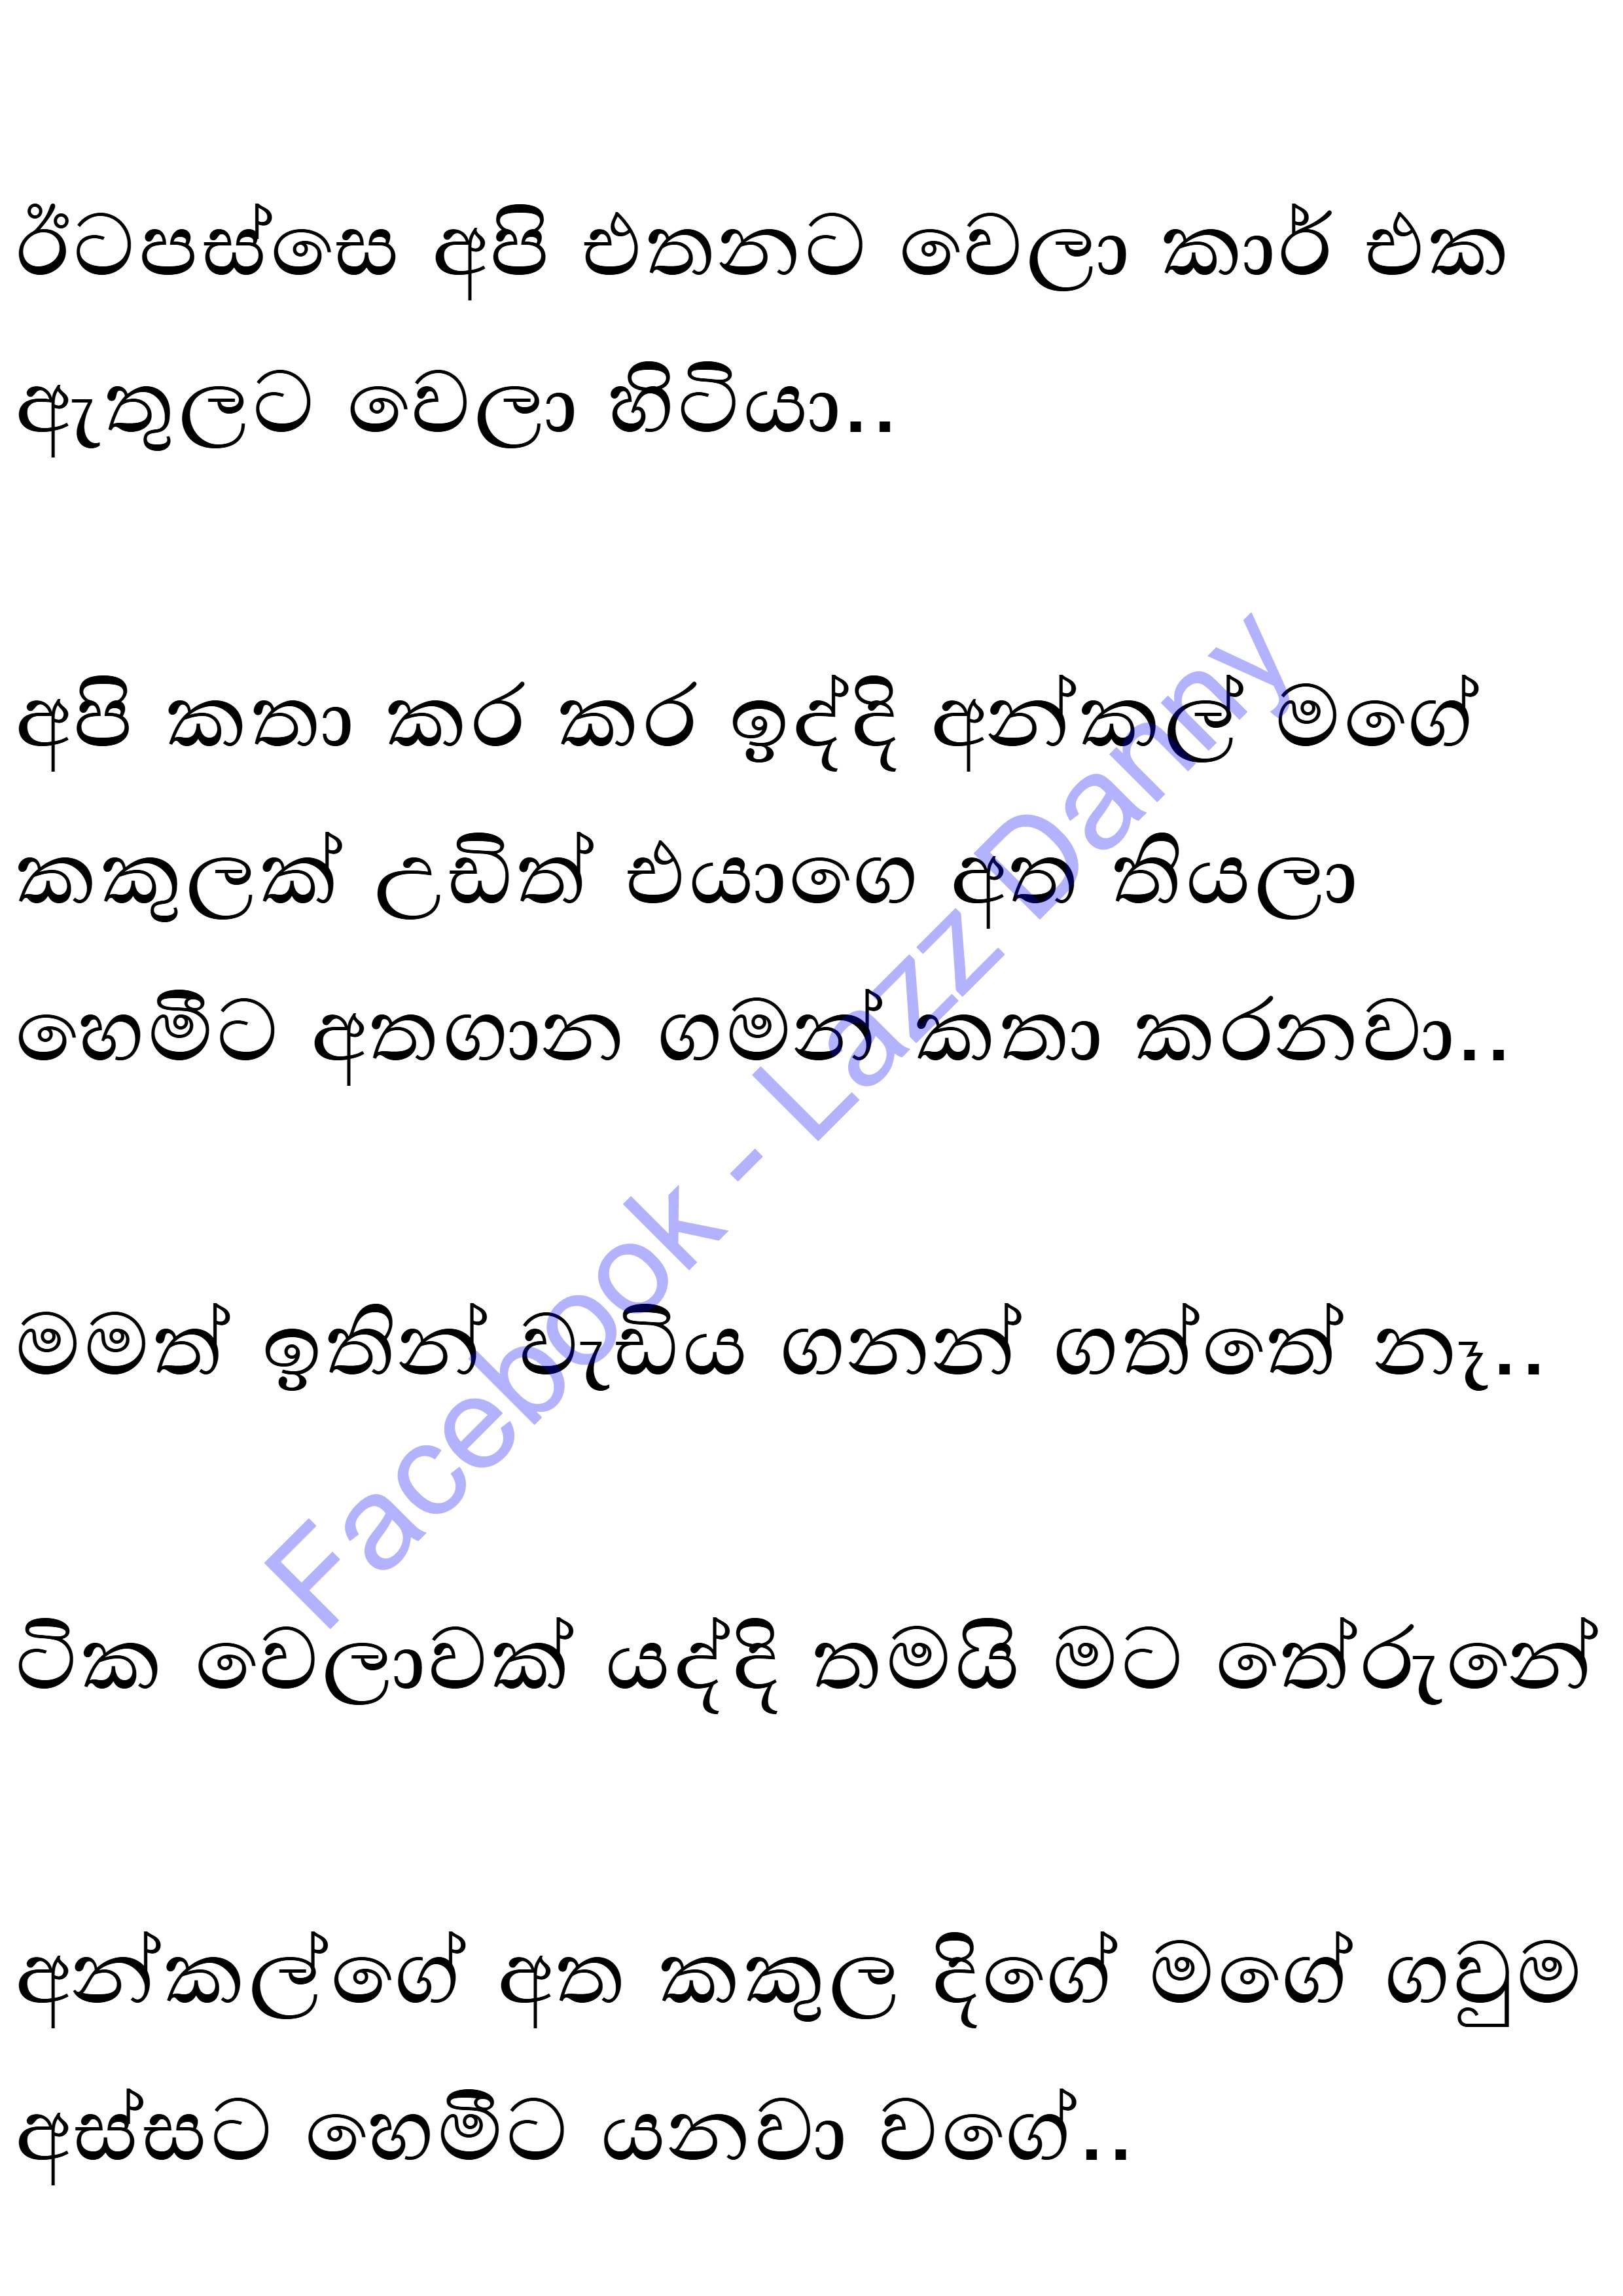 ඊටපස්සෙ අපි එතනට වෙලා කාර් එක
ඇතුලට වෙලා හිටියා..
අපි කතා කර කර ඉද්දි අන්කල් මගේ
කකුලක් උඩින් එයාගෙ අත තියලා
හෙමීට අතගාන ගමන් කතා කරනවා..
මමත් ඉතින් වැඩිය ගනන් ගත්තේ නෑ..
ටික වෙලාවක් යද්දි තමයි මට තේරුනේ
අන්කල්ගේ අත කකුල දිගේ මගේ ගවුම
අස්සට හෙමීට යනවා වගේ..
Facebook - Lazz Danny